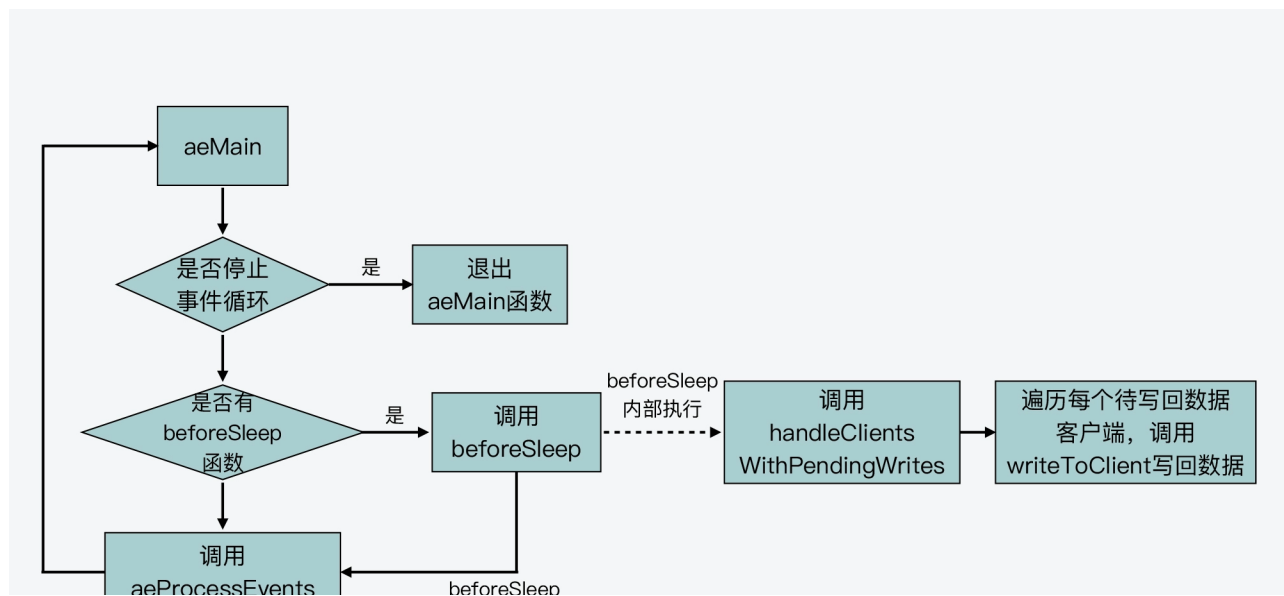 aeMain
是否停止
事件循环
是
退出
aeMain函数
是否有
beforeSleep
函数
是
调用
beforeSleep
beforeSleep
内部执行
调用
handleClients
WithPendingWrites
遍历每个待写回数据
客户端，调用
writeToClient写回数据
调用
aeProcessEvents
beforeSleep